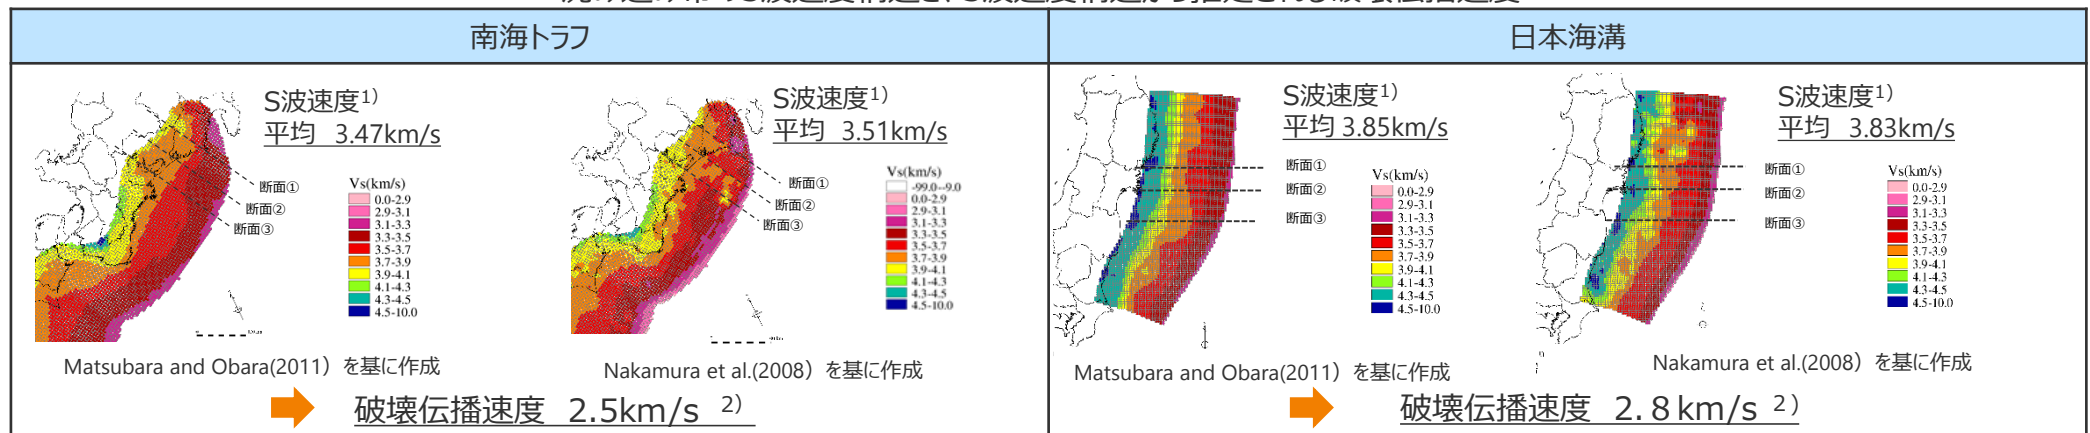 南海トラフ
日本海溝
S波速度1)
平均 3.47km/s
断面①
断面②
断面③
Vs(km/s)
0.0-2.9
2.9-3.1
3.1-3.3
3.3-3.5
3.5-3.7
3.7-3.9
3.9-4.1
4.1-4.3
4.3-4.5
4.5-10.0
Matsubara and Obara(2011）を基に作成
S波速度1)
平均 3.51km/s
断面①
断面②
断面③
Vs(km/s)
-99.0--9.0
0.0-2.9
2.9-3.1
3.1-3.3
3.3-3.5
3.5-3.7
3.7-3.9
3.9-4.1
4.1-4.3
4.3-4.5
4.5-10.0
Nakamura et al.(2008）を基に作成
破壊伝播速度 2.5km/s 2)
S波速度1)
平均 3.85km/s
断面①
断面②
断面③
Vs(km/s)
0.0-2.9
2.9-3.1
3.1-3.3
3.3-3.5
3.5-3.7
3.7-3.9
3.9-4.1
4.1-4.3
4.3-4.5
4.5-10.0
Matsubara and Obara(2011）を基に作成
S波速度1)
平均 3.83km/s
断面①
断面②
断面③
Vs(km/s)
0.0-2.9
2.9-3.1
3.1-3.3
3.3-3.5
3.5-3.7
3.7-3.9
3.9-4.1
4.1-4.3
4.3-4.5
4.5-10.0
Nakamura et al.(2008）を基に作成
破壊伝播速度 2.8km/s 2)